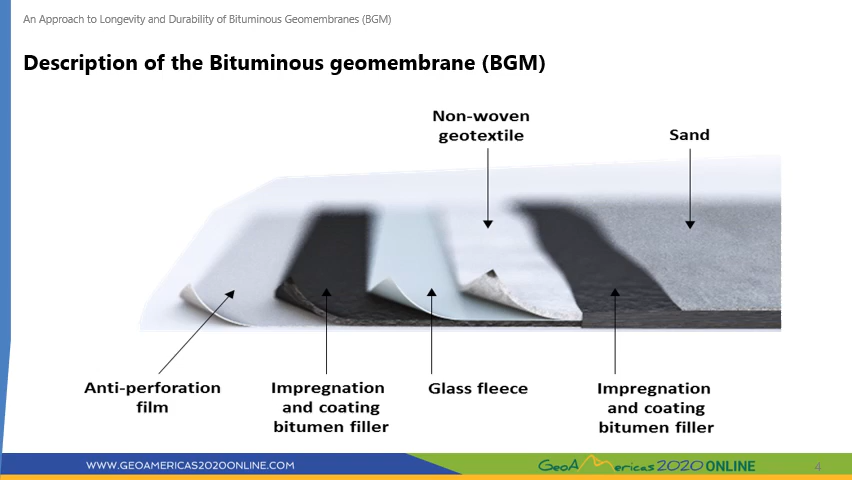 An Approach to Longevity and Durability of Bituminous Geomembranes (BGM)
Description of the Bituminous geomembrane (BGM)
Non-woven
geotextile
Sand
Anti-perforation
film
Impregnation
and coating
bitumen filler
Glass fleece
Impregnation
and coating
bitumen filler
WWW.GEOAMERICAS2020ONLINE.COM
GeoAmericas 2020 ONLINE
4